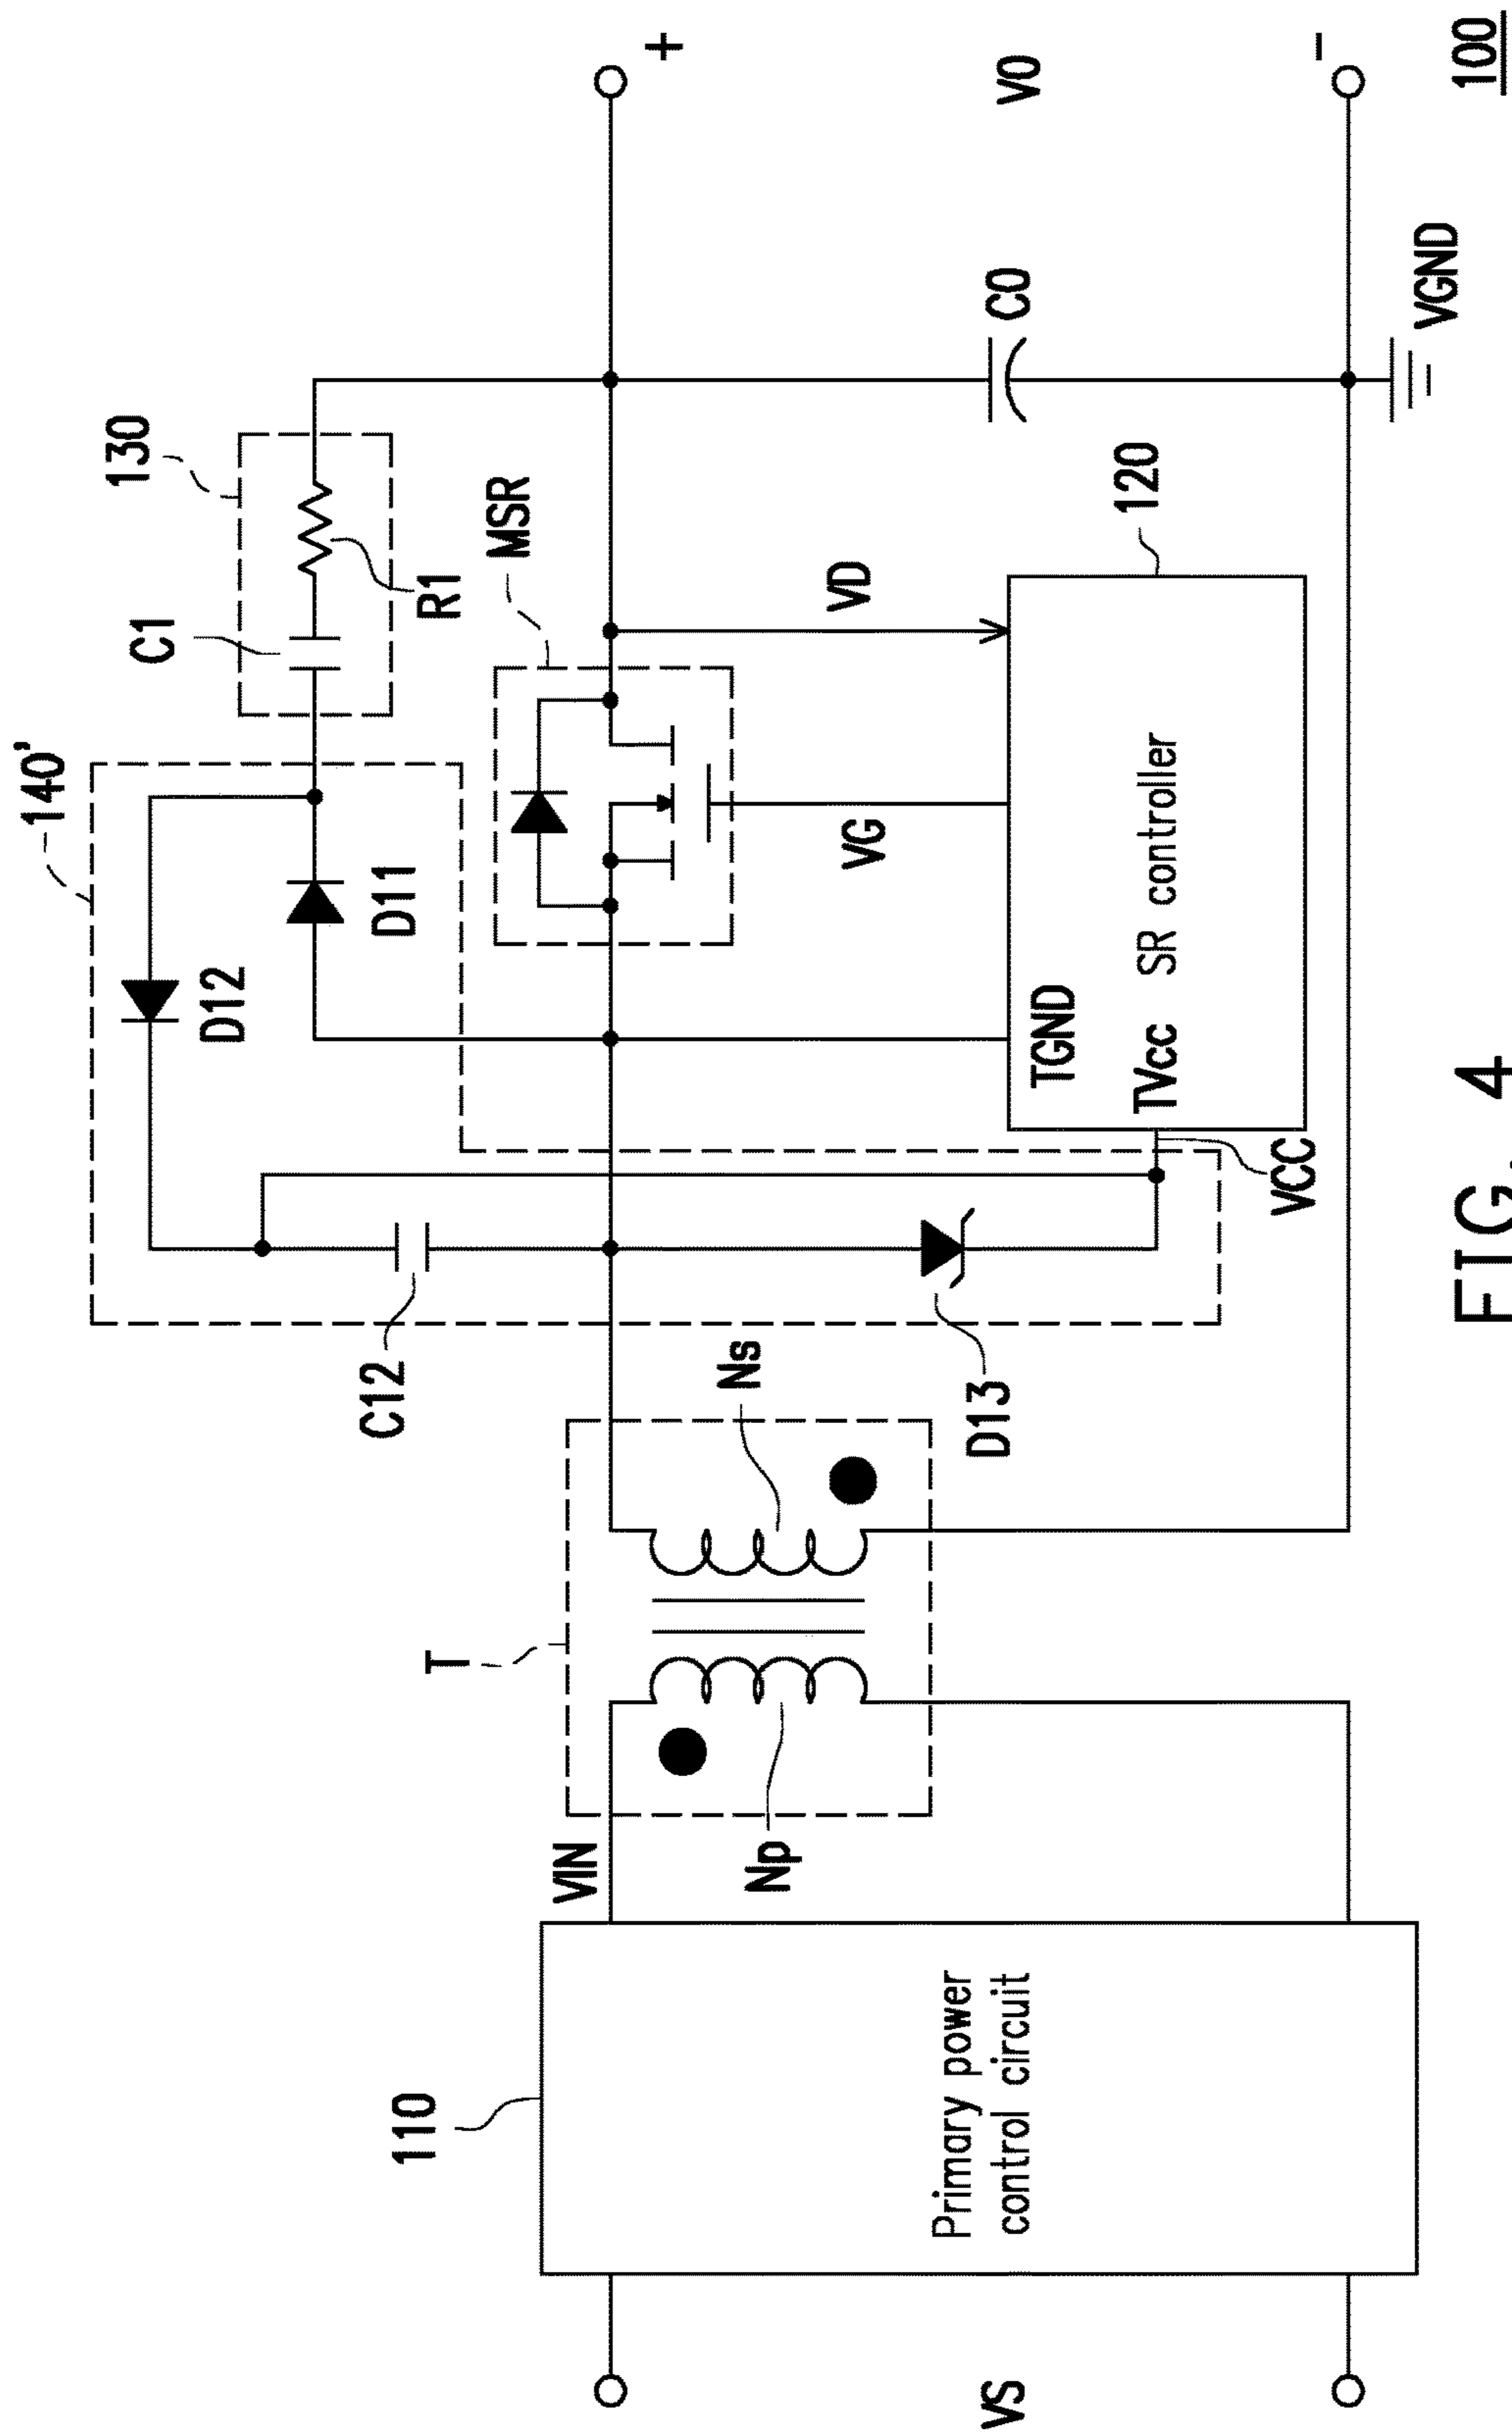 140'
130
C1
D12
R1
D11
MSR
C12
T
110
VIN
Ns
Np
VG
VD
D13
C0
VO
+
-
TGND
TVcc
SR controller
120
VCC
VGND
Primary power
control circuit
VS
100
FIG. 4